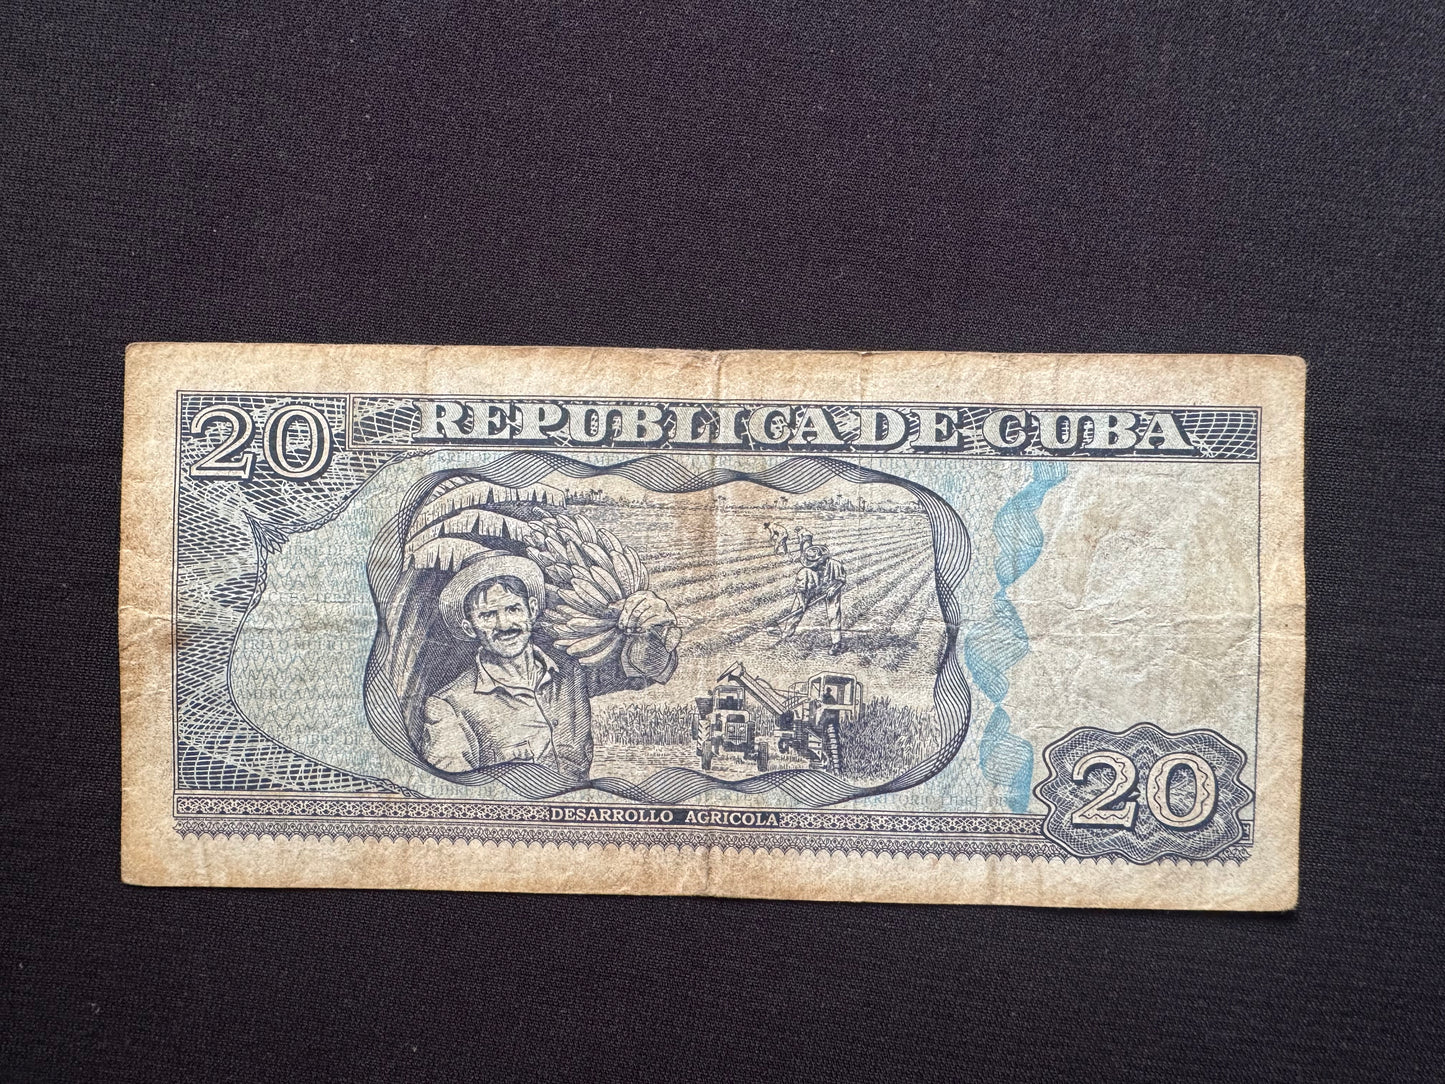 20
REPUBLICA DE CUBA
DESARROLLO AGRICOLA
20